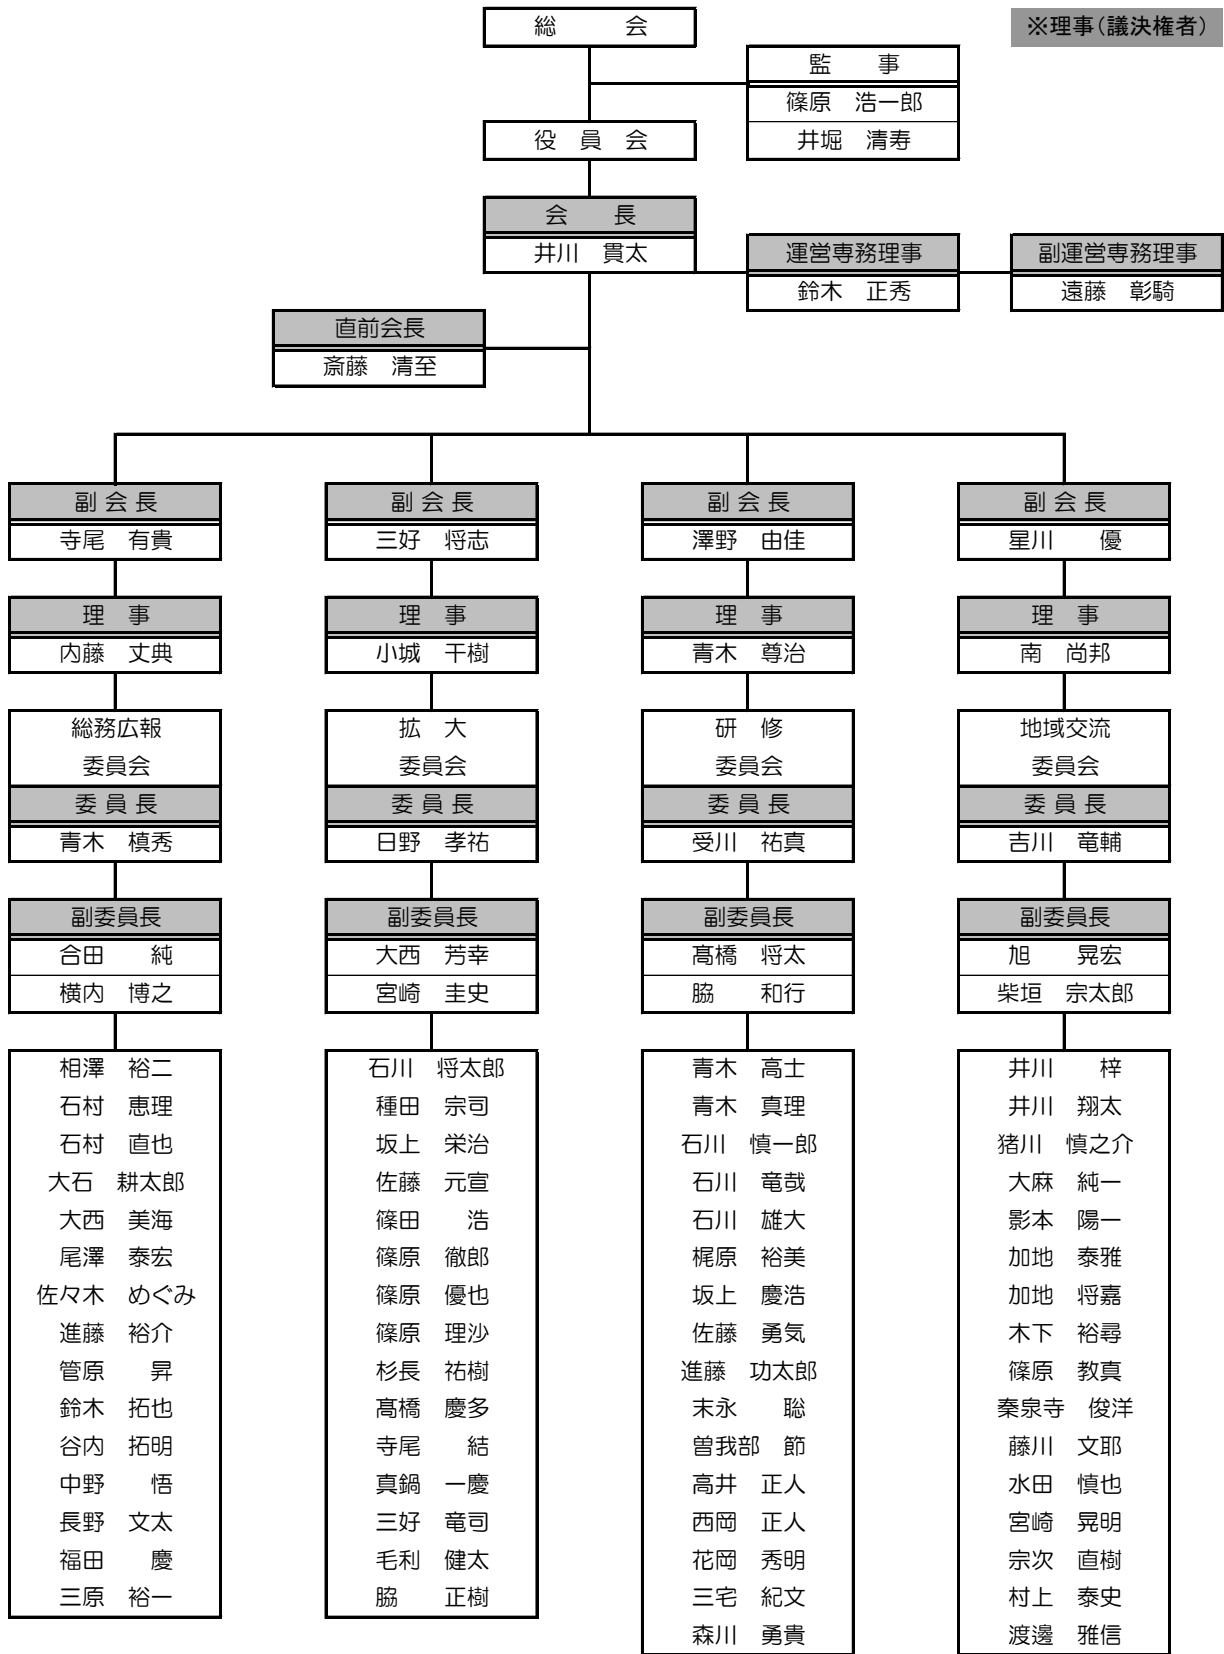 総　会
※理事（議決権者）
監　事
篠原　浩一郎
井堀　清寿
役員会
会　長
井川　貫太
運営専務理事
鈴木　正秀
副運営専務理事
遠藤　彰騎
直前会長
斎藤　清至
副会長
寺尾　有貴
理　事
内藤　丈典
総務広報
委員会
委員長
青木　槙秀
副委員長
合田　純
横内　博之
相澤　裕二
石村　恵理
石村　直也
大石　耕太郎
大西　美海
尾澤　泰宏
佐々木　めぐみ
進藤　裕介
管原　昇
鈴木　拓也
谷内　拓明
中野　悟
長野　文太
福田　慶
三原　裕一
副会長
三好　将志
理　事
小城　干樹
拡　大
委員会
委員長
日野　孝祐
副委員長
大西　芳幸
宮崎　圭史
石川　将太郎
種田　宗司
坂上　栄治
佐藤　元宣
篠田　浩
篠原　徹郎
篠原　優也
篠原　理沙
杉長　祐樹
髙橋　慶多
寺尾　結
真鍋　一慶
三好　竜司
毛利　健太
脇　正樹
副会長
澤野　由佳
理　事
青木　尊治
研　修
委員会
委員長
受川　祐真
副委員長
髙橋　将太
脇　和行
青木　高士
青木　真理
石川　慎一郎
石川　竜哉
石川　雄大
梶原　裕美
坂上　慶浩
佐藤　勇気
進藤　功太郎
末永　聡
曽我部　節
高井　正人
西岡　正人
花岡　秀明
三宅　紀文
森川　勇貴
副会長
星川　優
理　事
南　尚邦
地域交流
委員会
委員長
吉川　竜輔
副委員長
旭　晃宏
柴垣　宗太郎
井川　梓
井川　翔太
猪川　慎之介
大麻　純一
影本　陽一
加地　泰雅
加地　将嘉
木下　裕尋
篠原　教真
秦泉寺　俊洋
藤川　文耶
水田　慎也
宮崎　晃明
宗次　直樹
村上　泰史
渡邊　雅信